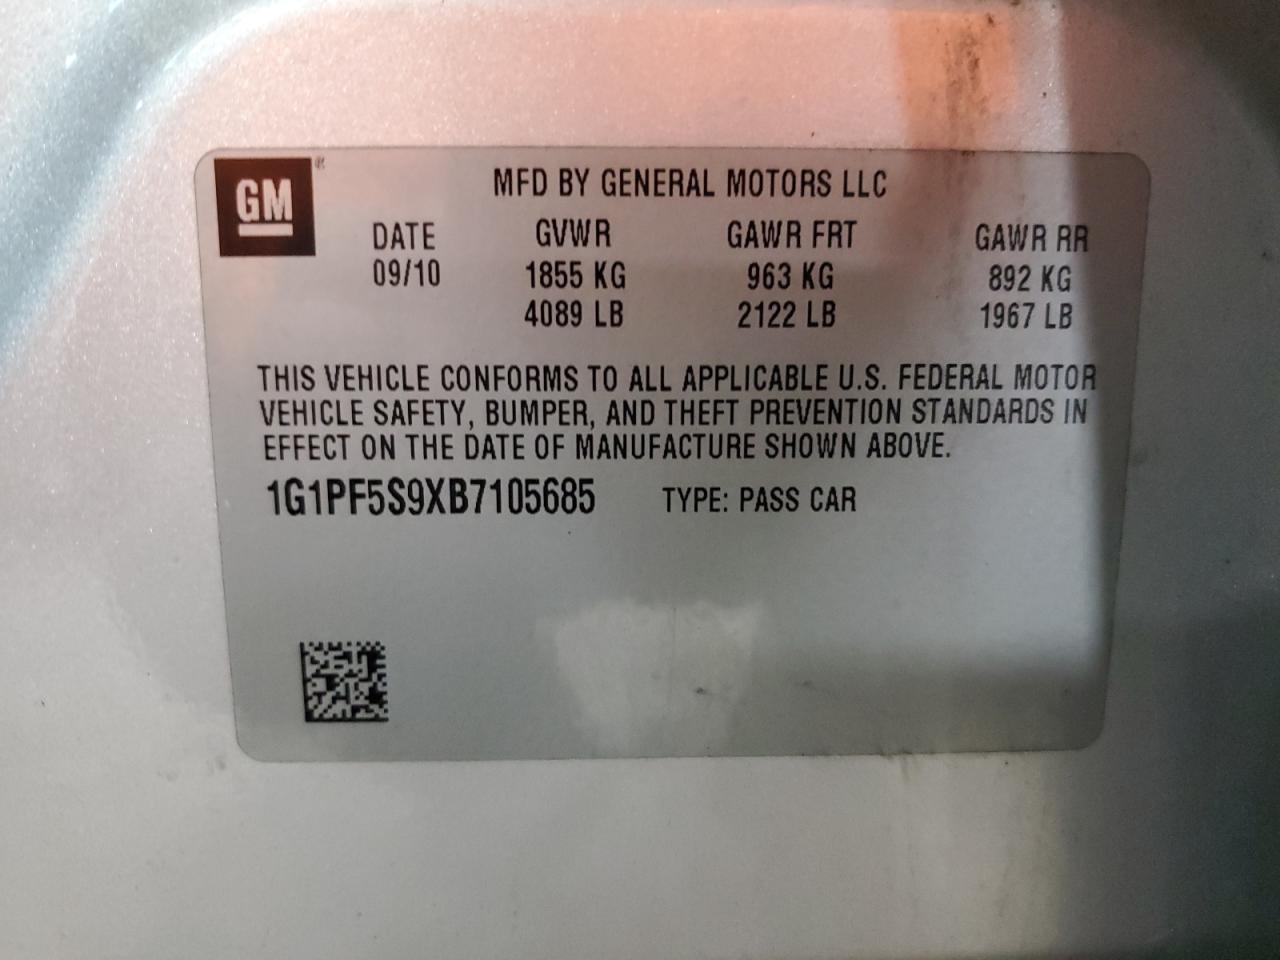 GM ®
MFD BY GENERAL MOTORS LLC
DATE GVWR GAWR FRT GAWR RR
09/10 1855 KG 963 KG 892 KG
4089 LB 2122 LB 1967 LB
THIS VEHICLE CONFORMS TO ALL APPLICABLE U.S. FEDERAL MOTOR
VEHICLE SAFETY, BUMPER, AND THEFT PREVENTION STANDARDS IN
EFFECT ON THE DATE OF MANUFACTURE SHOWN ABOVE.
1G1PF5S9XB7105685 TYPE: PASS CAR